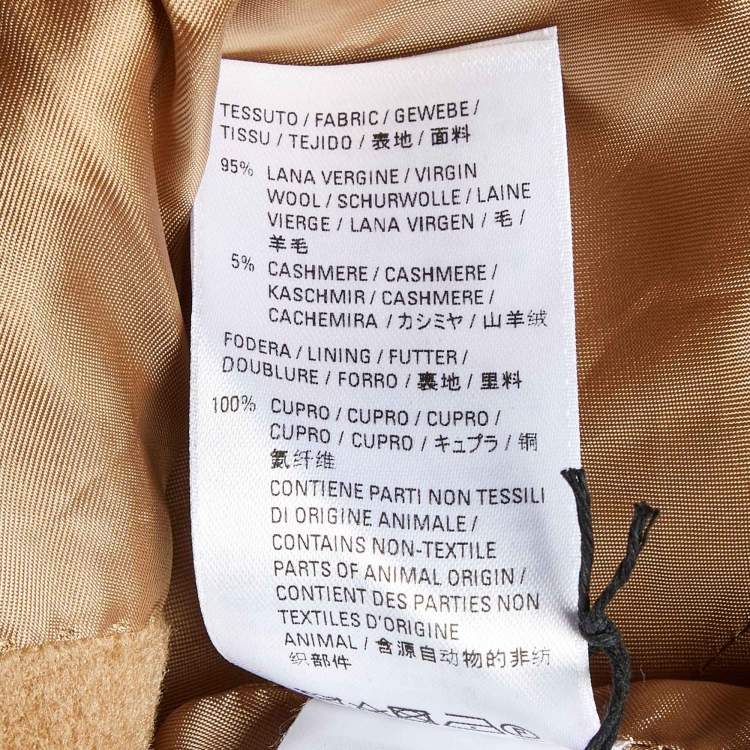 TESSUTO / FABRIC / GEWEBE /
TISSU / TEJIDO / 表地 / 面料
95% LANA VERGINE / VIRGIN
WOOL / SCHURWOLLE / LAINE
VIERGE / LANA VIRGEN / 毛 /
羊毛
5% CASHMERE / CASHMERE /
KASCHMIR / CASHMERE /
CACHEMIRA / カシミヤ / 山羊绒
FODERA / LINING / FUTTER /
DOUBLURE / FORRO / 裏地 / 里料
100% CUPRO / CUPRO / CUPRO /
CUPRO / CUPRO / キュプラ / 铜
氨纤维
CONTIENE PARTI NON TESSILI
DI ORIGINE ANIMALE /
CONTAINS NON-TEXTILE
PARTS OF ANIMAL ORIGIN /
CONTIENT DES PARTIES NON
TEXTILES D'ORIGINE
ANIMAL / 含源自动物的非纺
织部件